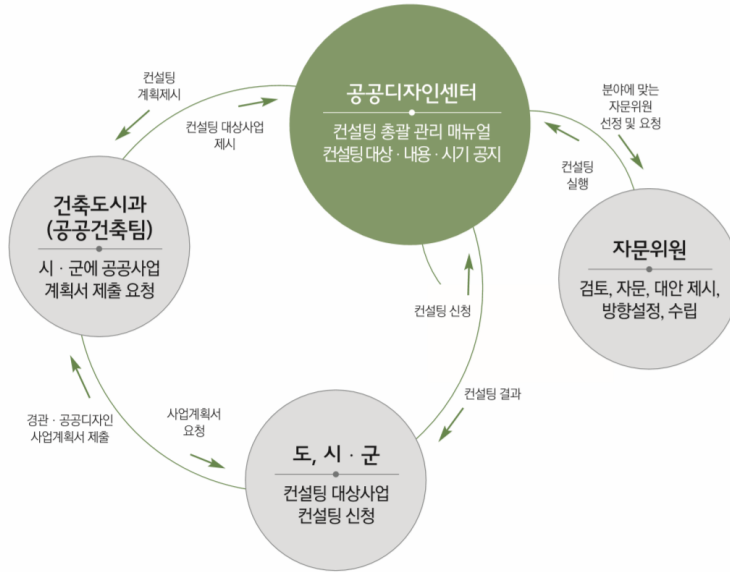 컨설팅
계획제시
컨설팅 대상사업
제시
공공디자인센터
컨설팅 총괄 관리 매뉴얼
컨설팅 대상 · 내용 · 시기 공지
분야에 맞는
자문위원
선정 및 요청
컨설팅
실행
건축도시과
(공공건축팀)
시 · 군에 공공사업
계획서 제출 요청
자문위원
검토, 자문, 대안 제시,
방향설정, 수립
컨설팅 신청
경관 · 공공디자인
사업계획서 제출
사업계획서
요청
컨설팅 결과
도, 시 · 군
컨설팅 대상사업
컨설팅 신청